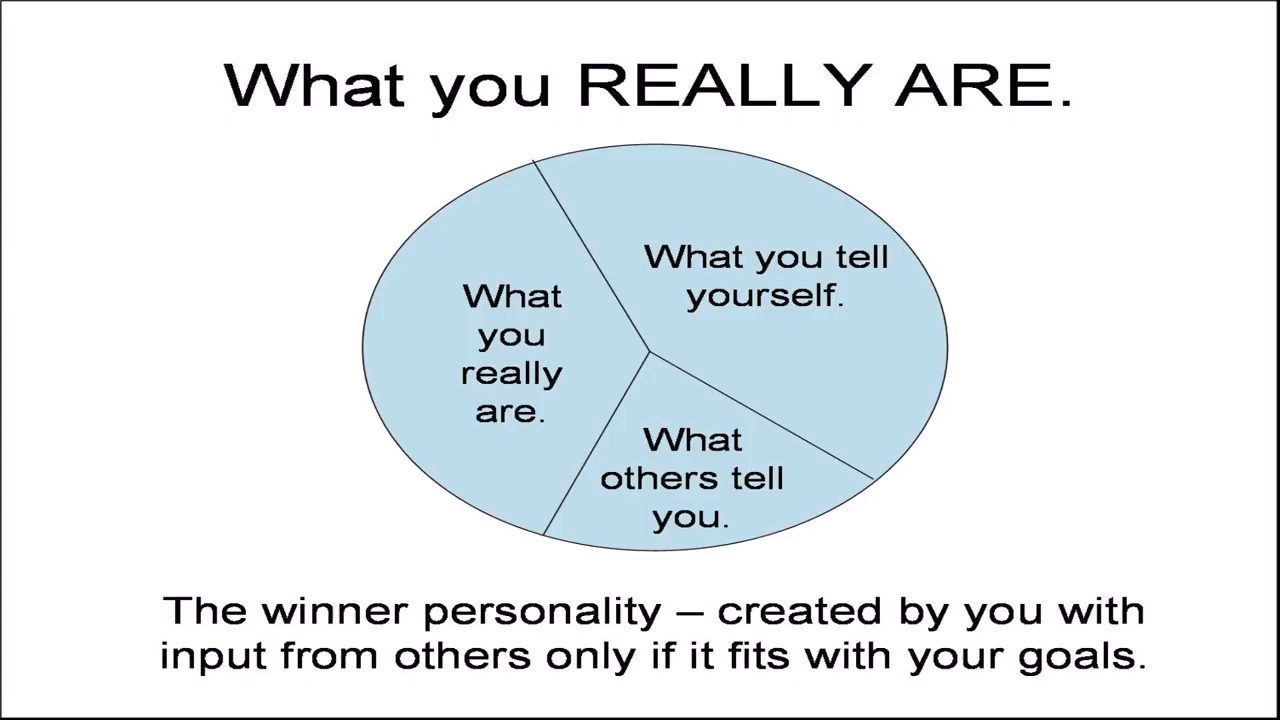 What you REALLY ARE.
What you tell
yourself.
What
you
really
are.
What
others tell
you.
The winner personality – created by you with
input from others only if it fits with your goals.